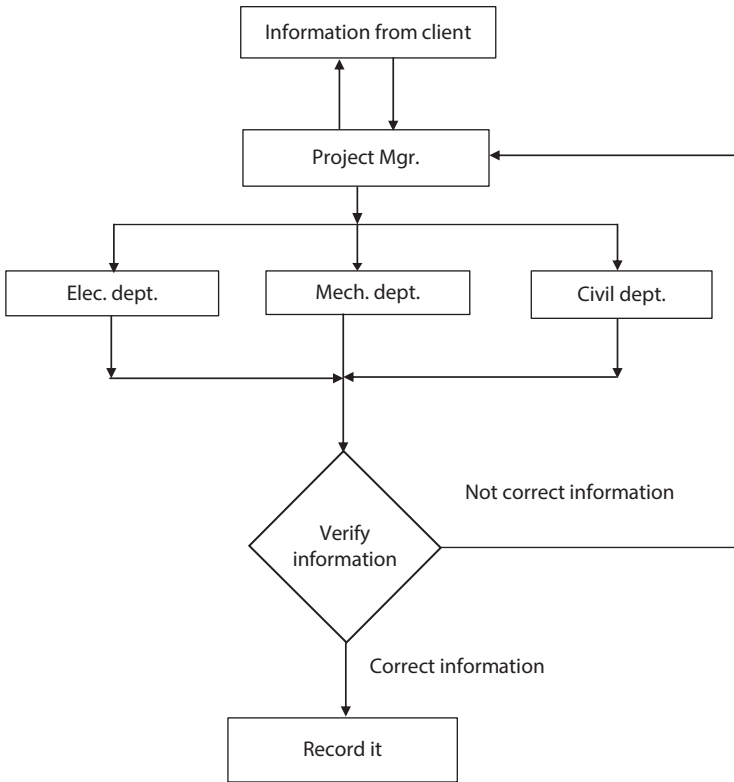 Information from client
Project Mgr.
Elec. dept.
Mech. dept.
Civil dept.
Not correct information
Verify
information
Correct information
Record it